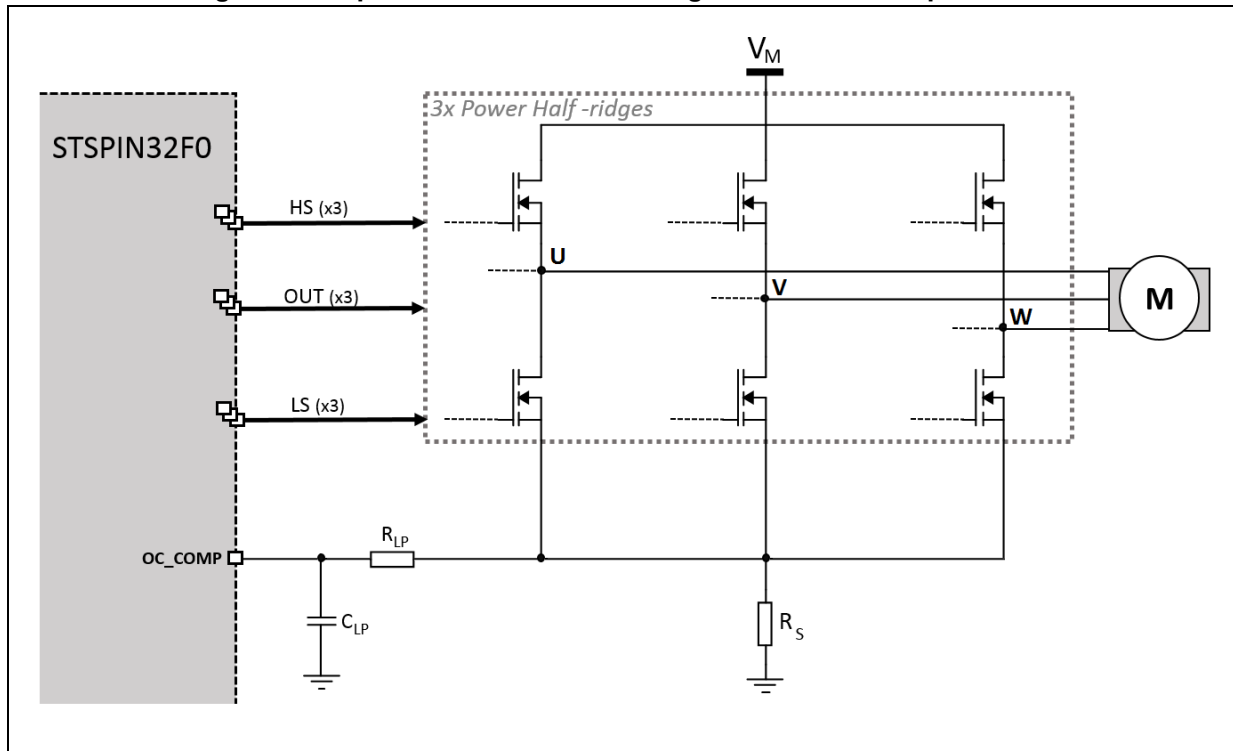 V_M
3x Power Half -ridges
STSPIN32F0
HS (x3)
U
OUT (x3)
V
M
W
LS (x3)
R_LP
OC_COMP
C_LP
R_S